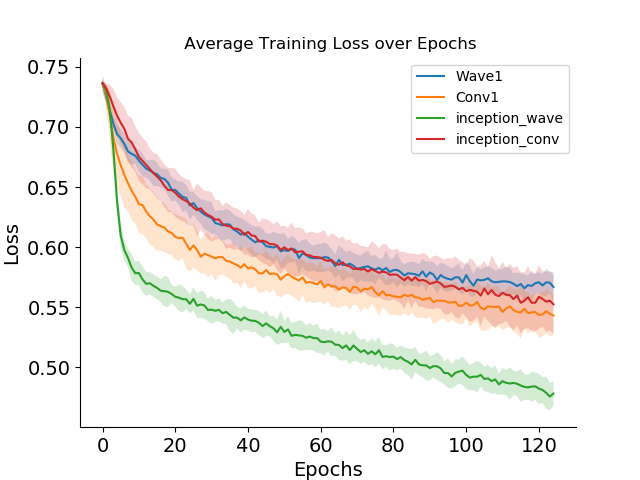 Average Training Loss over Epochs
0.75
0.70
0.65
0.60
0.55
0.50
Loss
Wave1
Conv1
inception_wave
inception_conv
0 20 40 60 80 100 120
Epochs